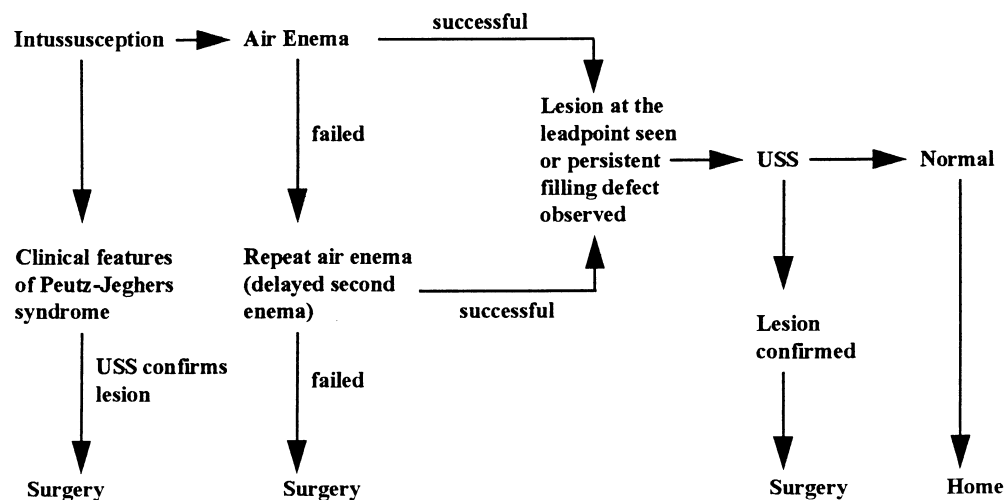 successful
Intussusception
Air Enema
Lesion at the
leadpoint seen
or persistent
filling defect
observed
failed
USS
Normal
Clinical features
of Peutz-Jeghers
syndrome
Repeat air enema
(delayed second
enema)
successful
Lesion
confirmed
USS confirms
lesion
failed
Surgery
Surgery
Surgery
Home